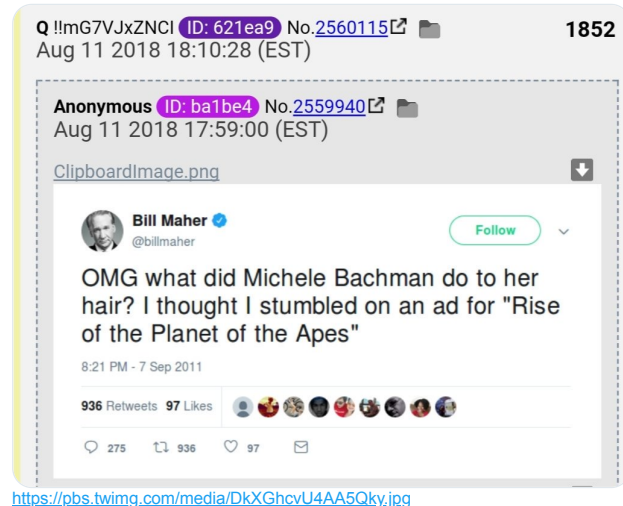 Q !!mG7VJxZNCI ID: 621ea9 No.2560115 1852
Aug 11 2018 18:10:28 (EST)
Anonymous ID: ba1be4 No.2559940
Aug 11 2018 17:59:00 (EST)
ClipboardImage.png
Bill Maher
@billmaher
Follow
OMG what did Michele Bachman do to her
hair? I thought I stumbled on an ad for "Rise
of the Planet of the Apes"
8:21 PM - 7 Sep 2011
936 Retweets 97 Likes
275 936 97
https://pbs.twimg.com/media/DkXGhcvU4AA5Qky.jpg